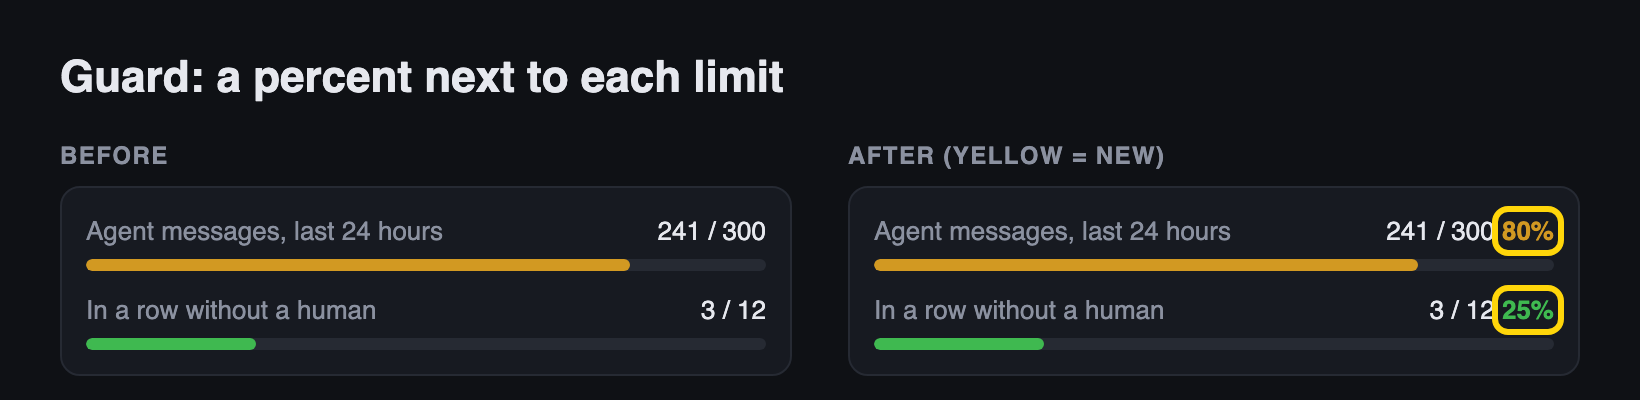 Guard: a percent next to each limit
BEFORE
Agent messages, last 24 hours 241 / 300
In a row without a human 3 / 12
AFTER (YELLOW = NEW)
Agent messages, last 24 hours 241 / 300 80%
In a row without a human 3 / 12 25%